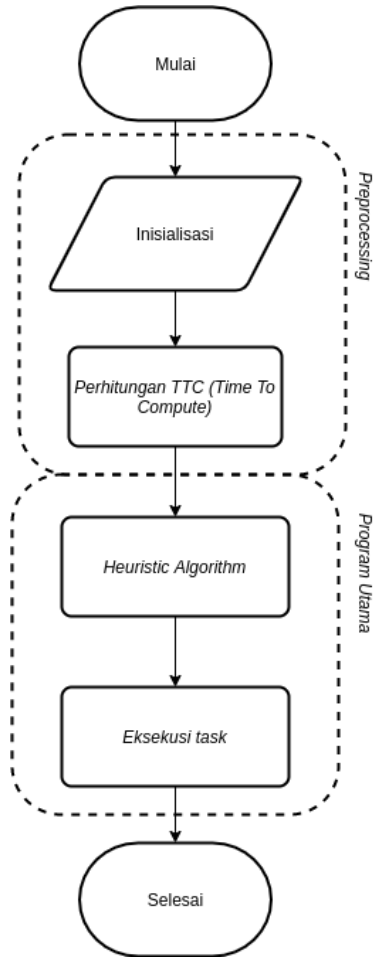 Mulai
Preprocessing
Inisialisasi
Perhitungan TTC (Time To
Compute)
Program Utama
Heuristic Algorithm
Eksekusi task
Selesai